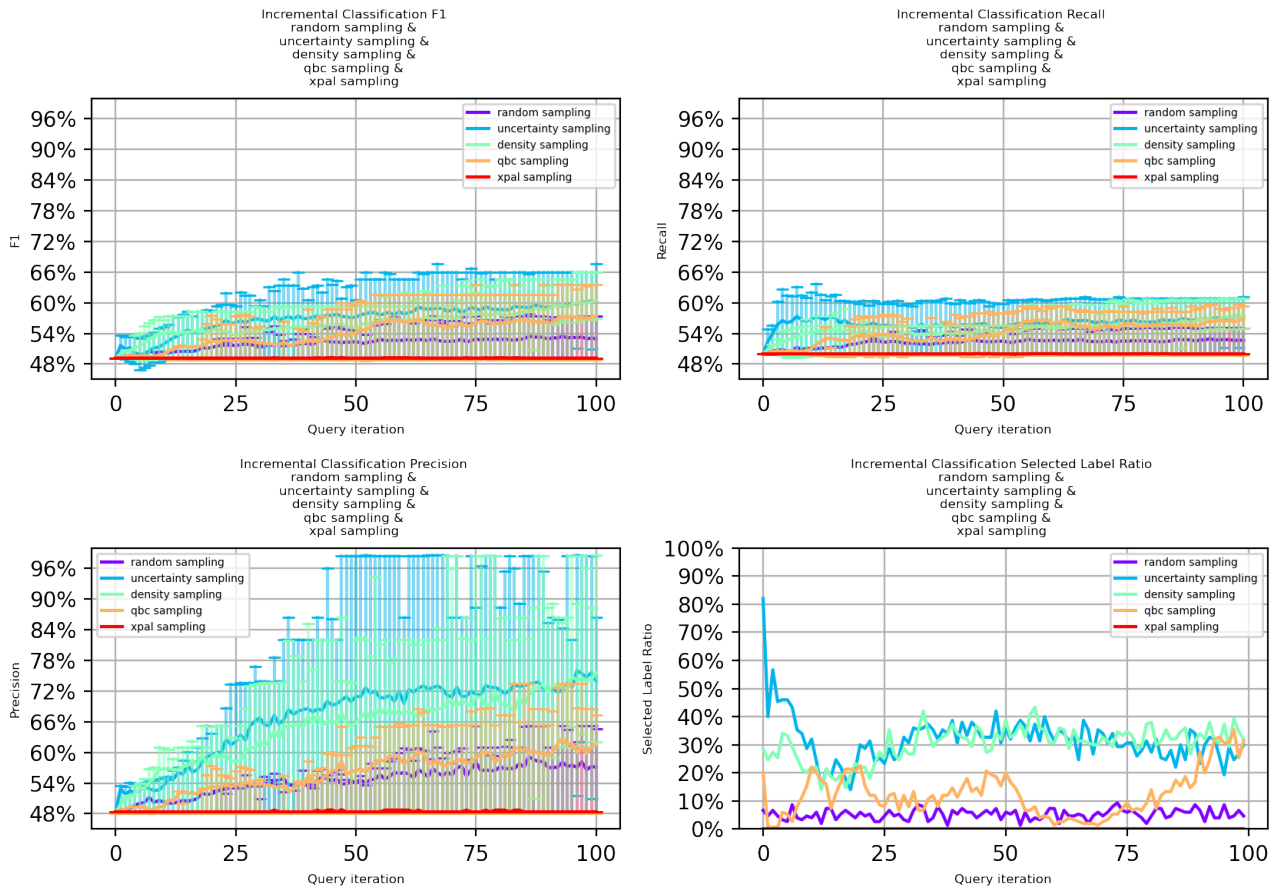 Incremental Classification F1
random sampling &
uncertainty sampling &
density sampling &
qbc sampling &
xpal sampling
96%
90%
84%
78%
72%
66%
60%
54%
48%
F1
random sampling
uncertainty sampling
density sampling
qbc sampling
xpal sampling
0 25 50 75 100
Query iteration
Incremental Classification Recall
random sampling &
uncertainty sampling &
density sampling &
qbc sampling &
xpal sampling
96%
90%
84%
78%
72%
66%
60%
54%
48%
Recall
random sampling
uncertainty sampling
density sampling
qbc sampling
xpal sampling
0 25 50 75 100
Query iteration
Incremental Classification Precision
random sampling &
uncertainty sampling &
density sampling &
qbc sampling &
xpal sampling
96%
90%
84%
78%
72%
66%
60%
54%
48%
Precision
random sampling
uncertainty sampling
density sampling
qbc sampling
xpal sampling
0 25 50 75 100
Query iteration
Incremental Classification Selected Label Ratio
random sampling &
uncertainty sampling &
density sampling &
qbc sampling &
xpal sampling
100%
90%
80%
70%
60%
50%
40%
30%
20%
10%
0%
Selected Label Ratio
random sampling
uncertainty sampling
density sampling
qbc sampling
xpal sampling
0 25 50 75 100
Query iteration